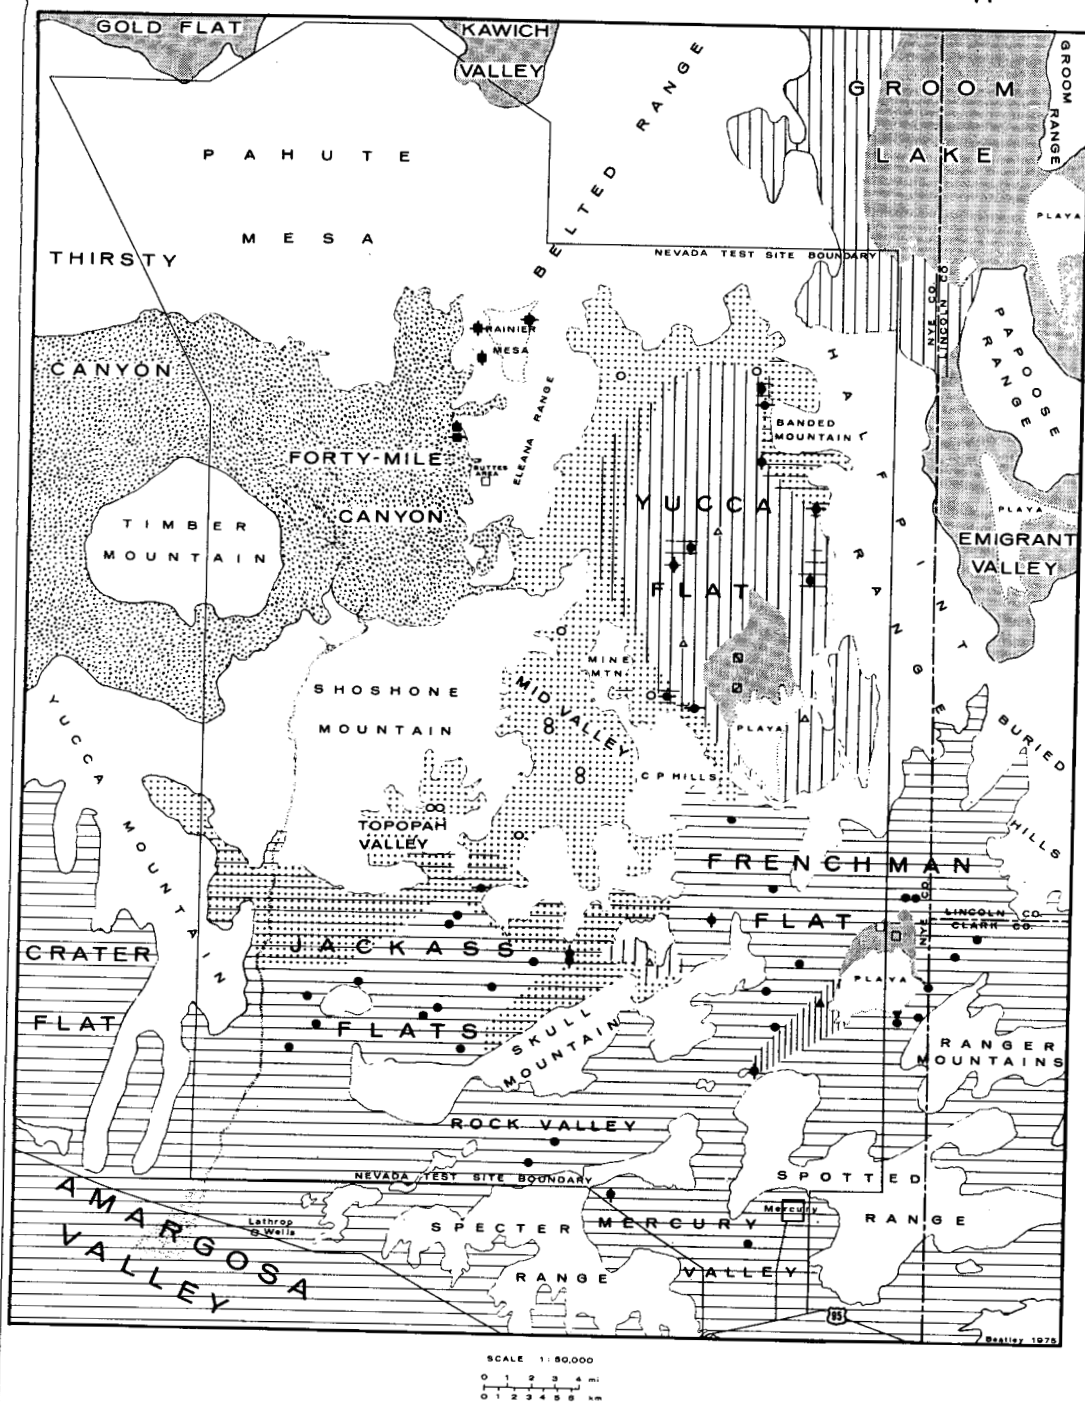 GOLD FLAT
KAWICH
VALLEY
BELTED RANGE
GROOM
LAKE
GROOM RANGE
PAHUTE
MESA
PLAYA
THIRSTY
CANYON
NEVADA TEST SITE BOUNDARY
NYE CO.
LINCOLN CO.
PAPOOSE
RANGE
RAINIER
MESA
ELEANA RANGE
HALFPINT RANGE
BANDED
MOUNTAIN
FORTY-MILE
CANYON
BUTTES
AREA
YUCCA
FLAT
PLAYA
EMIGRANT
VALLEY
TIMBER
MOUNTAIN
MINE
MTN.
SHOSHONE
MOUNTAIN
MID VALLEY
PLAYA
C P HILLS
BURIED
HILLS
YUCCA MOUNTAIN
TOPOPAH
VALLEY
FRENCHMAN
FLAT
NYE CO.
LINCOLN CO.
CLARK CO.
CRATER
FLAT
JACKASS
FLATS
PLAYA
SKULL
MOUNTAIN
RANGER
MOUNTAINS
ROCK VALLEY
NEVADA TEST SITE BOUNDARY
SPOTTED
RANGE
AMARGOSA
VALLEY
Lathrop
Wells
SPECTER
RANGE
MERCURY
VALLEY
Mercury
95
Beatley 1975
SCALE 1:50,000
0 1 2 3 4 mi
0 1 2 3 4 5 6 km